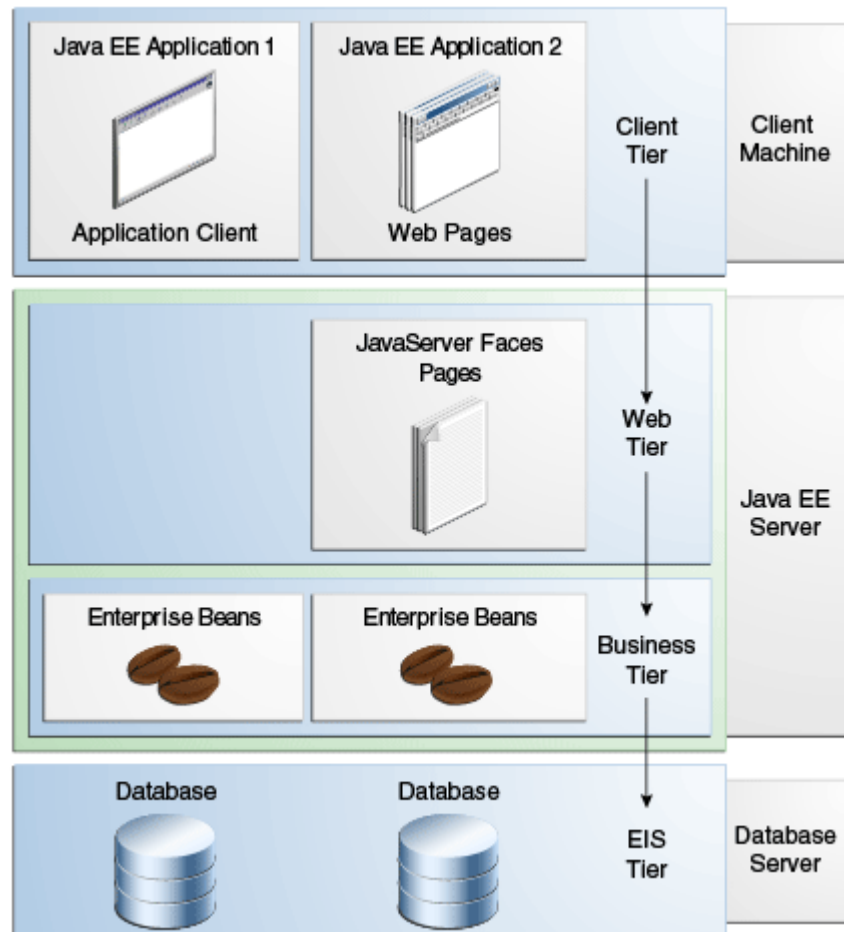 Java EE Application 1
Java EE Application 2
Application Client
Web Pages
Client
Tier
Client
Machine
JavaServer Faces
Pages
Web
Tier
Java EE
Server
Enterprise Beans
Enterprise Beans
Business
Tier
Database
Database
EIS
Tier
Database
Server